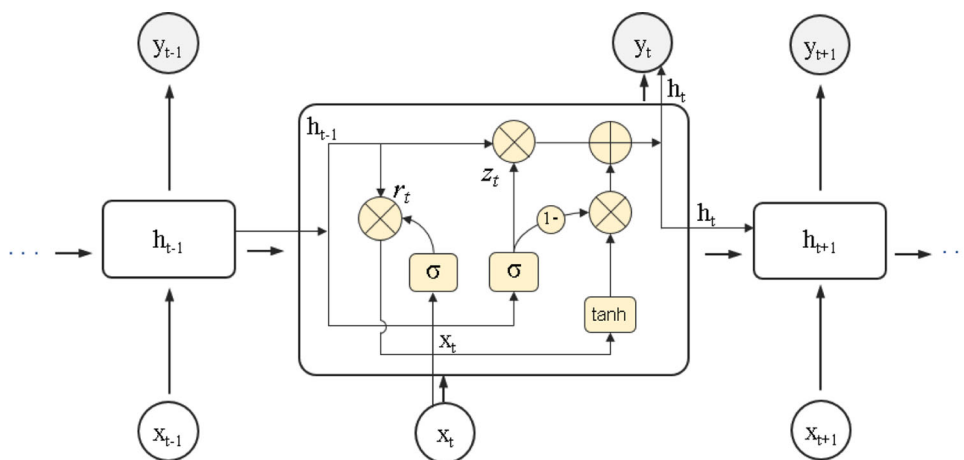 y_{t-1}
y_t
y_{t+1}
h_t
h_{t-1}
z_t
r_t
1-
h_t
h_{t-1}
h_{t+1}
. . .
. .
σ
σ
tanh
x_t
x_{t-1}
x_t
x_{t+1}